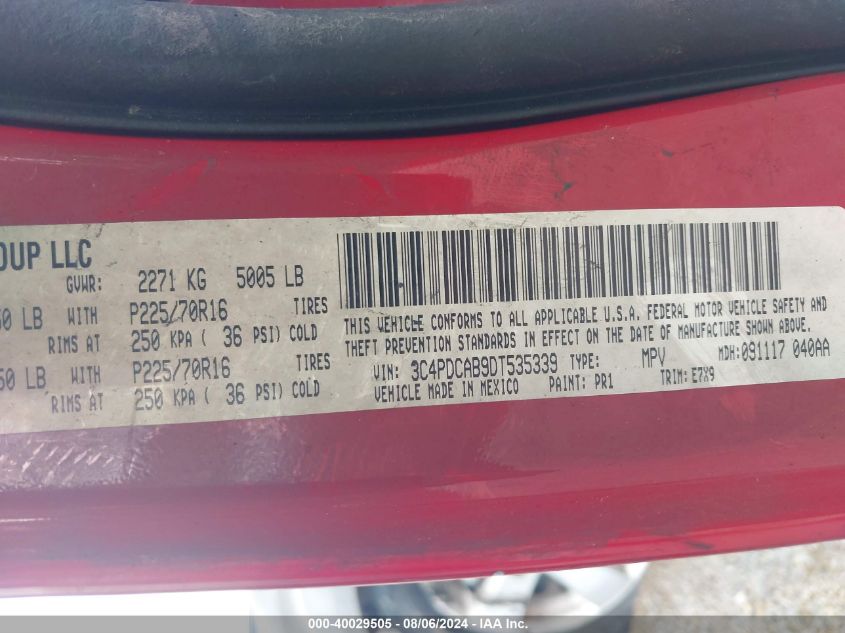 OUP LLC
GVWR: 2271 KG 5005 LB
50 LB WITH P225/70R16 TIRES
RIMS AT 250 KPA ( 36 PSI) COLD
50 LB WITH P225/70R16 TIRES
RIMS AT 250 KPA ( 36 PSI) COLD
THIS VEHICLE CONFORMS TO ALL APPLICABLE U.S.A. FEDERAL MOTOR VEHICLE SAFETY AND
THEFT PREVENTION STANDARDS IN EFFECT ON THE DATE OF MANUFACTURE SHOWN ABOVE.
VIN: 3C4PDCAB9DT535339 TYPE: MPV MDH:091117 040AA
VEHICLE MADE IN MEXICO PAINT: PR1 TRIM: E7X9
000-40029505 - 08/06/2024 - IAA Inc.